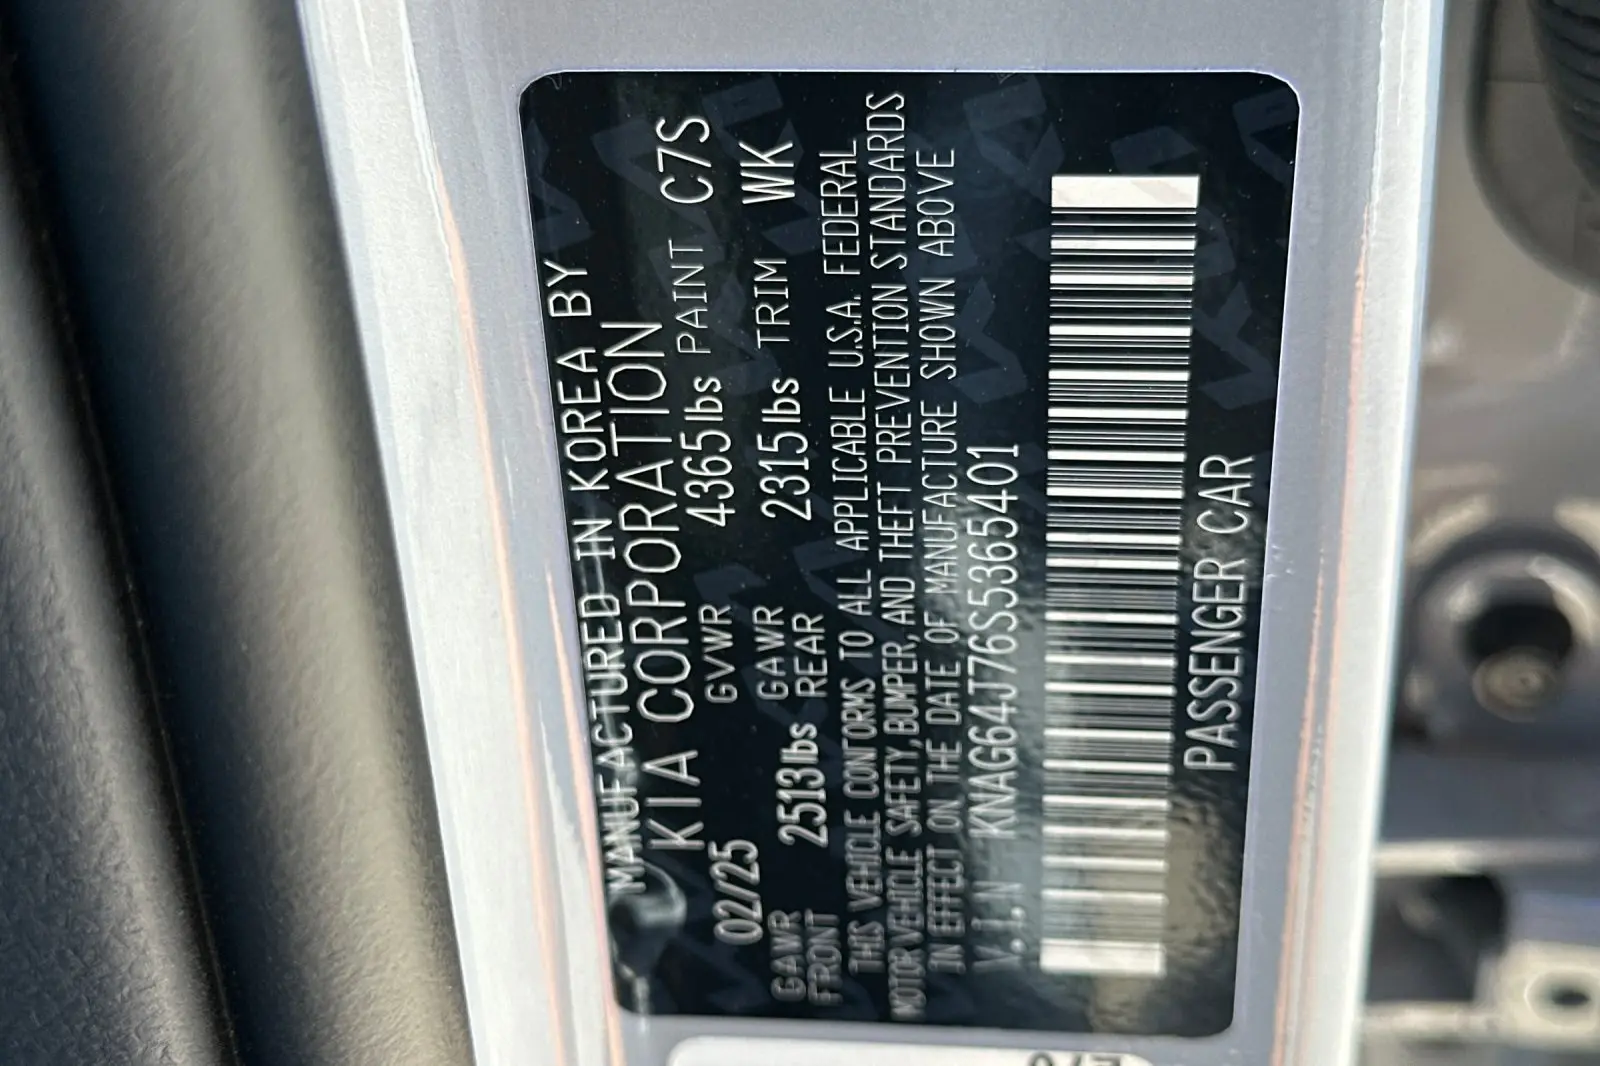 MANUFACTURED IN KOREA BY
KIA CORPORATION
02/25 GVWR 4365lbs PAINT C7S
GAWR FRONT 2513lbs GAWR REAR 2315lbs TRIM WK
THIS VEHICLE CONTORMS TO ALL APPLICABLE U.S.A. FEDERAL
MOTOR VEHICLE SAFETY, BUMPER, AND THEFT PREVENTION STANDARDS
IN EFFECT ON THE DATE OF MANUFACTURE SHOWN ABOVE
V.I.N KNAG64J76S5365401
PASSENGER CAR